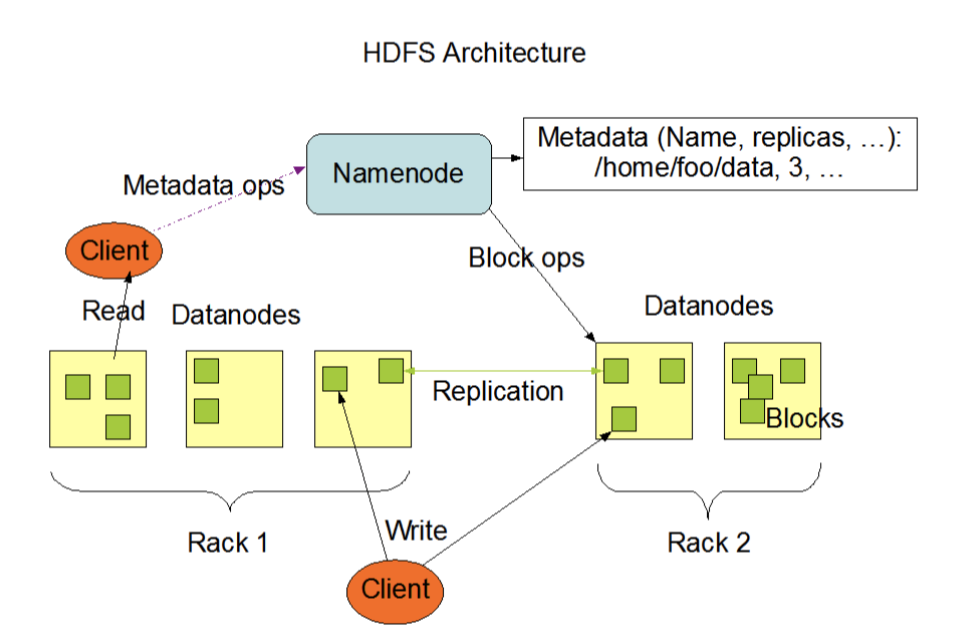 HDFS Architecture
Metadata (Name, replicas, …):
/home/foo/data, 3, …
Namenode
Metadata ops
Client
Block ops
Read
Datanodes
Datanodes
Replication
Blocks
Rack 1
Write
Rack 2
Client